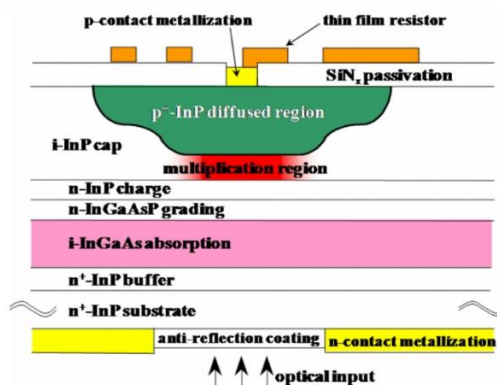 p-contact metallization
thin film resistor
SiNx passivation
p⁻-InP diffused region
i-InP cap
multiplication region
n-InP charge
n-InGaAsP grading
i-InGaAs absorption
n⁺-InP buffer
n⁺-InP substrate
anti-reflection coating
n-contact metallization
optical input